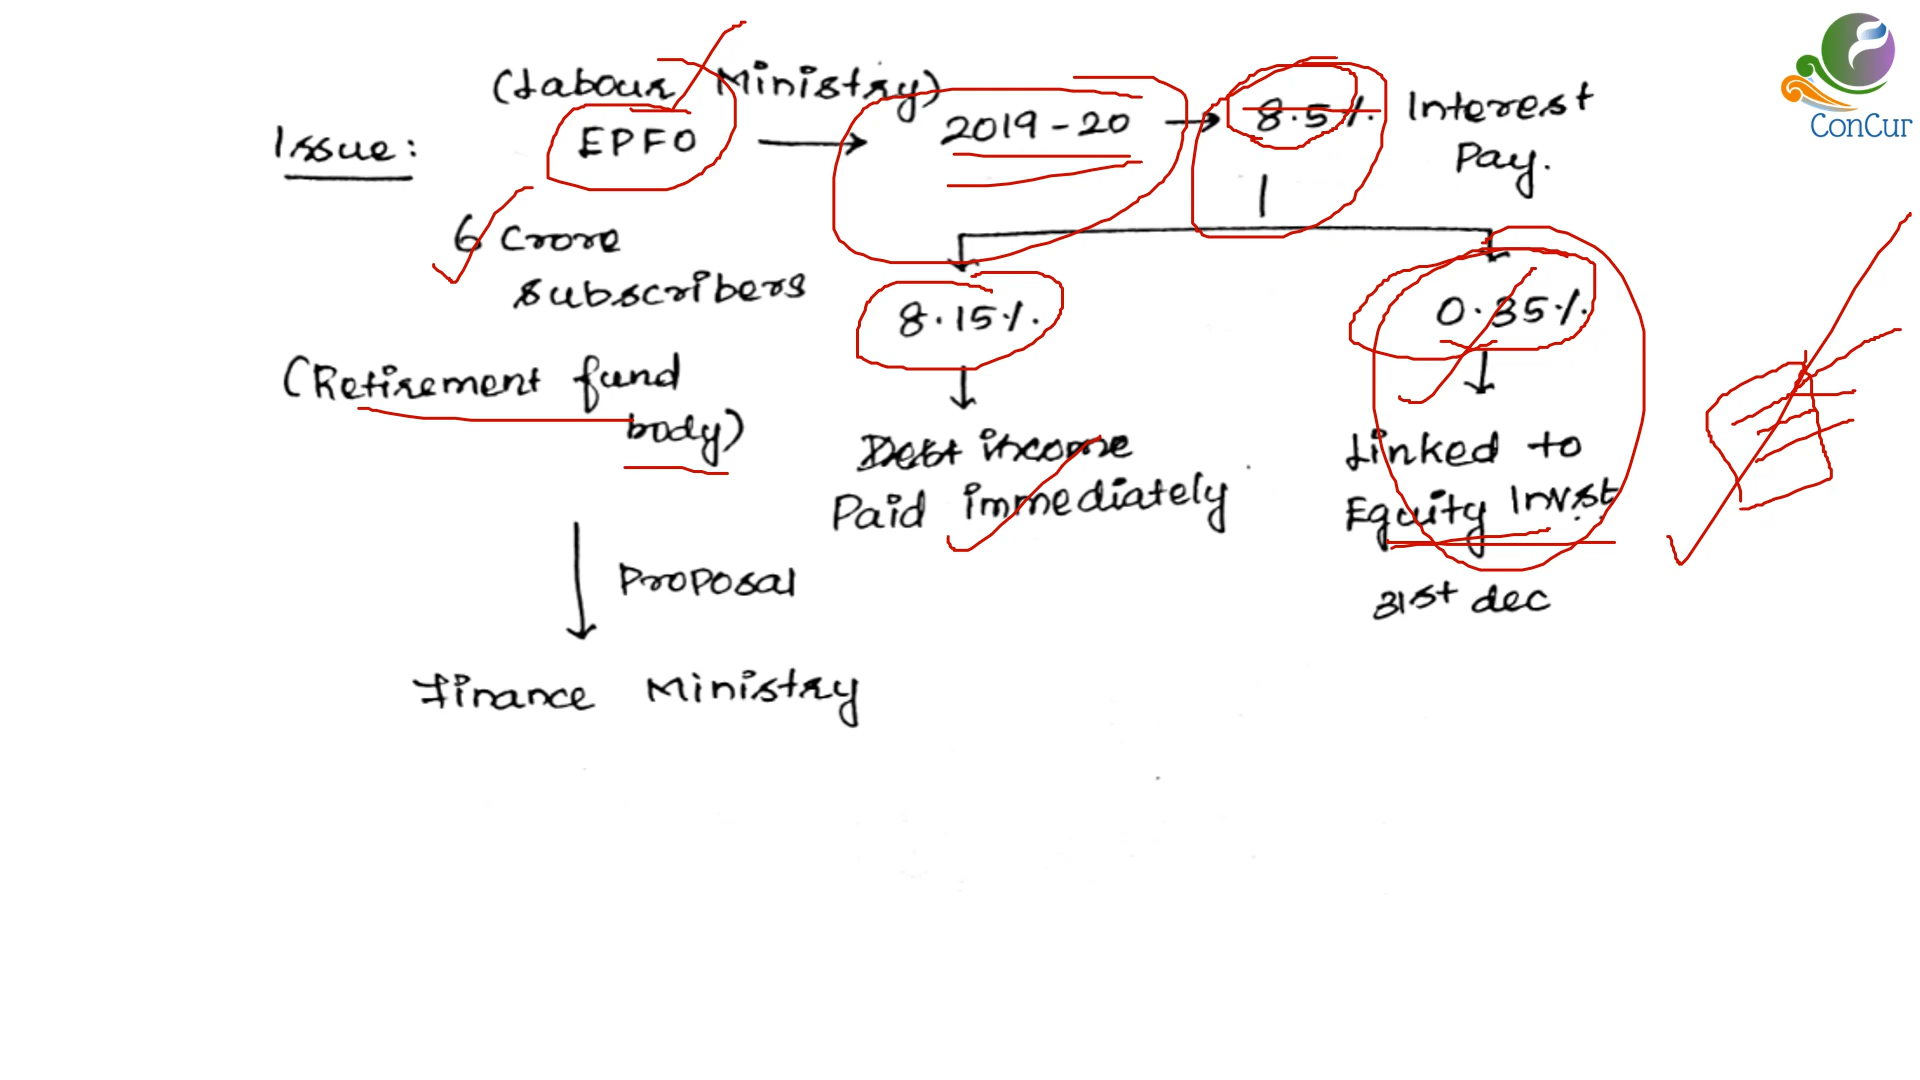 (Labour Ministry)
Issue: EPFO → 2019-20 → 8.5% Interest
Pay.
6 Crore
subscribers
8.15%. 0.35%.
(Retirement fund
body)
Debt income
Paid immediately
Linked to
Equity Invst.
31st dec
Proposal
Finance Ministry
ConCur